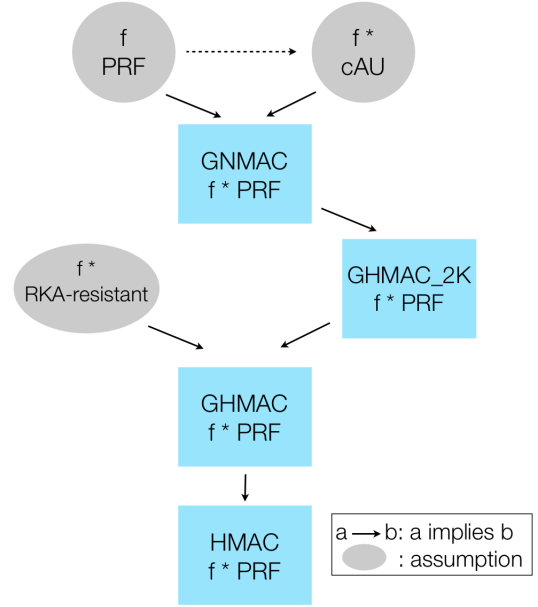 f
PRF
f *
cAU
GNMAC
f * PRF
GHMAC_2K
f * PRF
f *
RKA-resistant
GHMAC
f * PRF
HMAC
f * PRF
a → b: a implies b
: assumption